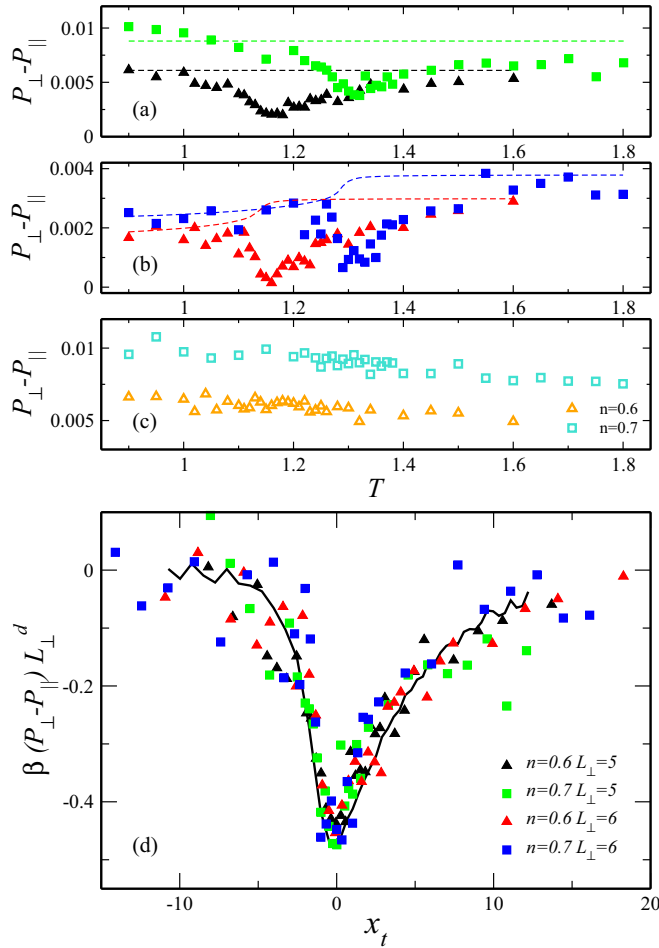 P⊥-P||
0.01
0.005
0
(a)
1
1.2
1.4
1.6
1.8
P⊥-P||
0.004
0.002
0
(b)
1
1.2
1.4
1.6
1.8
P⊥-P||
0.01
0.005
(c)
n=0.6
n=0.7
1
1.2
1.4
1.6
1.8
T
β (P⊥-P||) L⊥^d
0
-0.2
-0.4
n=0.6 L⊥=5
n=0.7 L⊥=5
n=0.6 L⊥=6
n=0.7 L⊥=6
(d)
-10
0
10
20
x_t